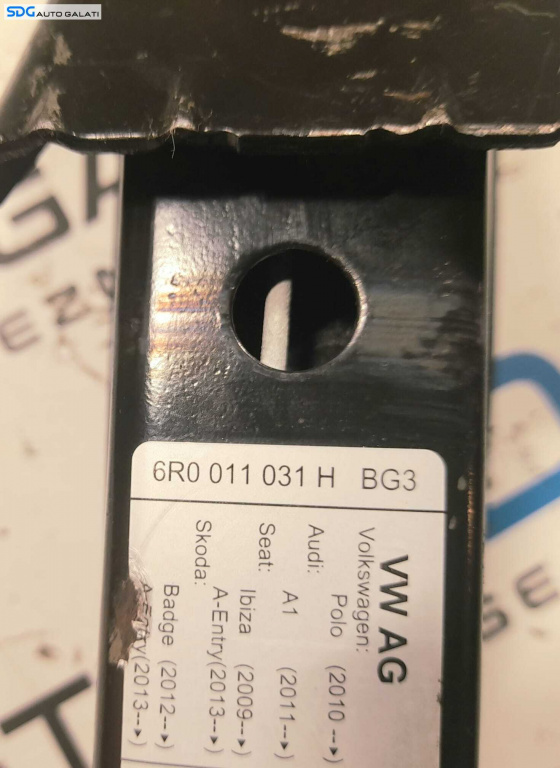 SDG AUTO GALATI
6R0 011 031 H BG3
VW AG
Volkswagen:
Polo (2010-->)
Audi:
A1 (2011-->)
Seat:
Ibiza (2009-->)
A-Entry(2013-->)
Skoda:
Badge (2012-->)
A-Entry(2013-->)